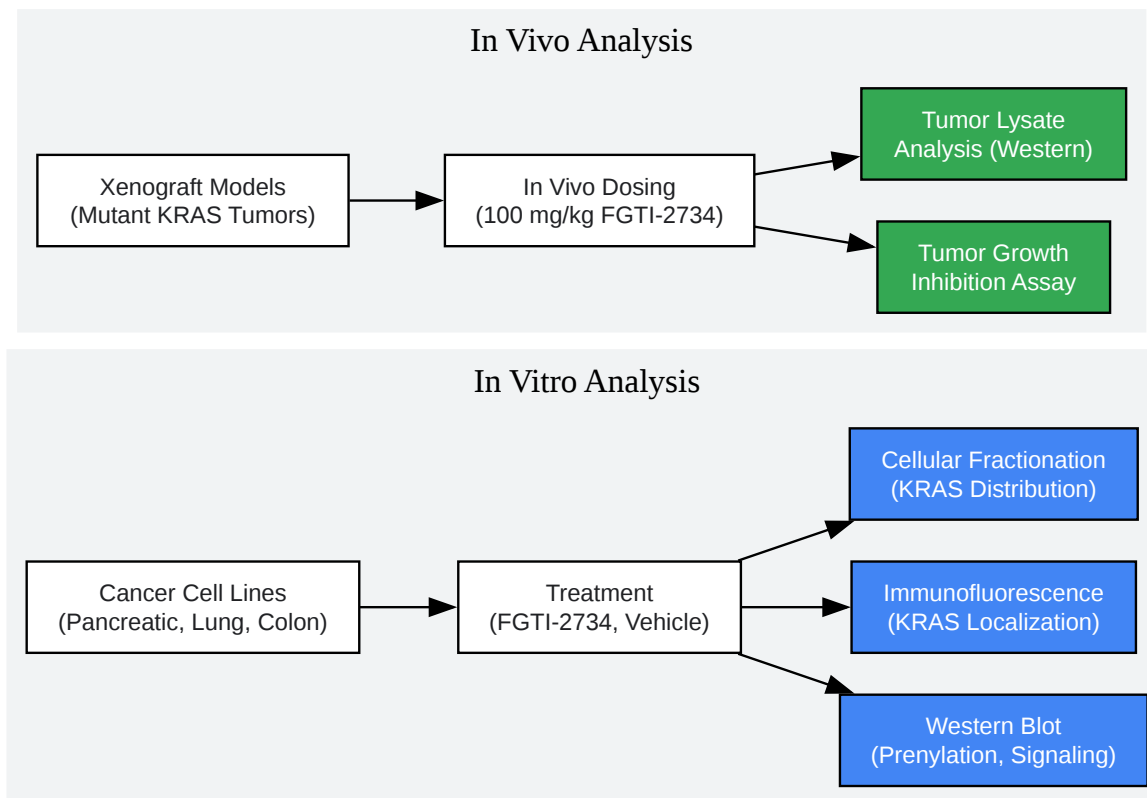 In Vivo Analysis
Xenograft Models
(Mutant KRAS Tumors)
In Vivo Dosing
(100 mg/kg FGTI-2734)
Tumor Lysate
Analysis (Western)
Tumor Growth
Inhibition Assay
In Vitro Analysis
Cancer Cell Lines
(Pancreatic, Lung, Colon)
Treatment
(FGTI-2734, Vehicle)
Cellular Fractionation
(KRAS Distribution)
Immunofluorescence
(KRAS Localization)
Western Blot
(Prenylation, Signaling)